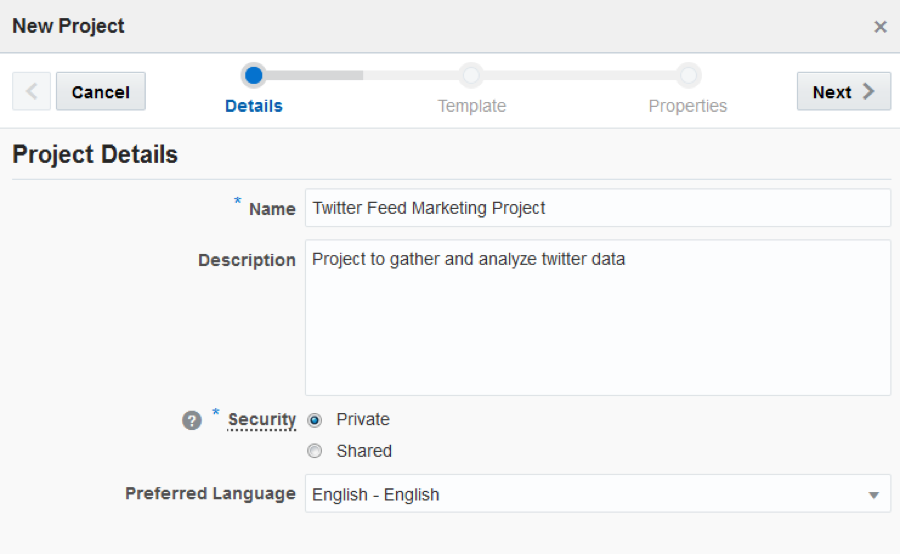 New Project
×
Cancel
Next
Details
Template
Properties
Project Details
* Name
Twitter Feed Marketing Project
Description
Project to gather and analyze twitter data
? * Security
Private
Shared
Preferred Language
English - English